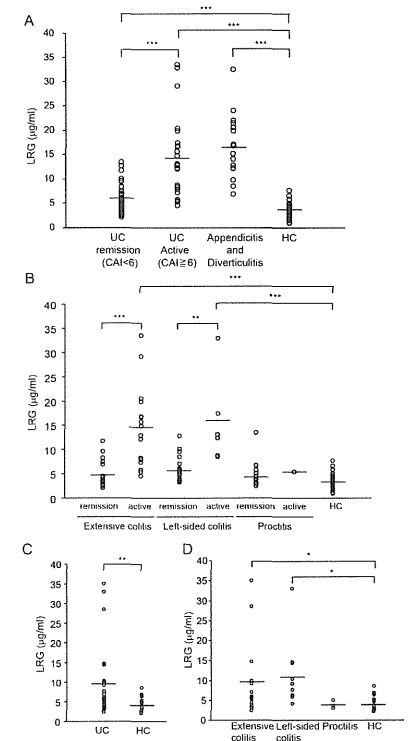 A
***
***
***
***
40
35
30
25
20
15
10
5
0
LRG (μg/ml)
UC remission (CAI<6)
UC Active (CAI≧6)
Appendicitis and Diverticulitis
HC
B
***
***
***
**
40
35
30
25
20
15
10
5
0
LRG (μg/ml)
remission active remission active remission active HC
Extensive colitis Left-sided colitis Proctitis
C
**
40
35
30
25
20
15
10
5
0
LRG (μg/ml)
UC HC
D
*
*
40
35
30
25
20
15
10
5
0
LRG (μg/ml)
Extensive colitis
Left-sided colitis
Proctitis
HC